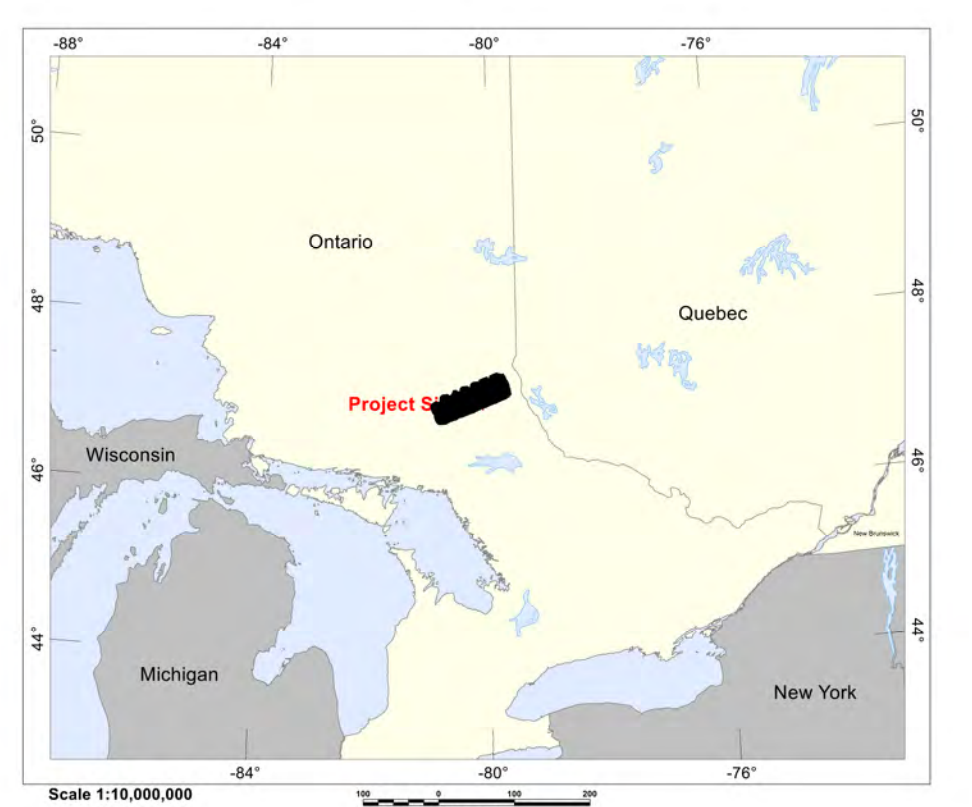 -88° -84° -80° -76°
50° 50°
Ontario
48° 48°
Quebec
Project
Wisconsin
46° 46°
New Brunswick
44° 44°
Michigan
New York
-84° -80° -76°
Scale 1:10,000,000
100 0 100 200